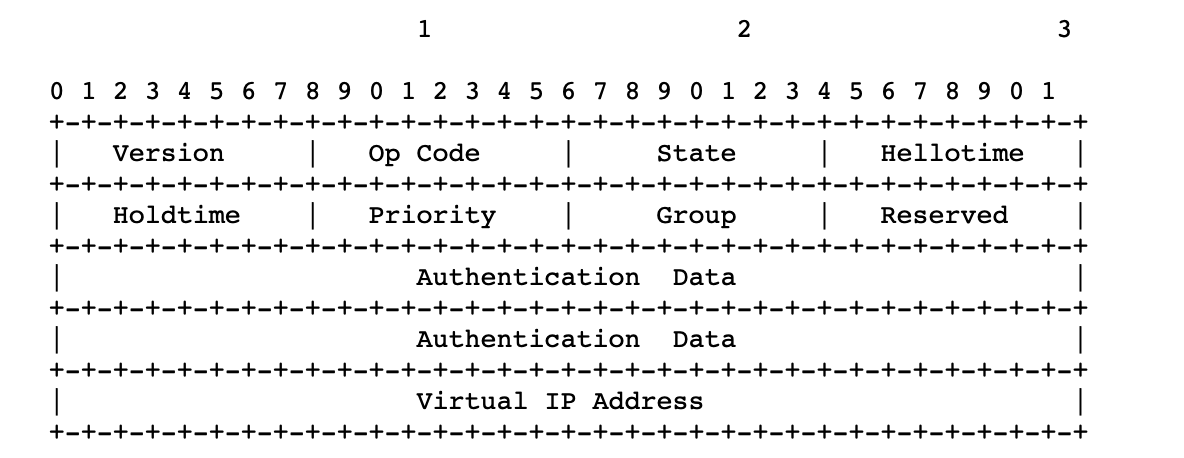 1                   2                   3
0 1 2 3 4 5 6 7 8 9 0 1 2 3 4 5 6 7 8 9 0 1 2 3 4 5 6 7 8 9 0 1
+-+-+-+-+-+-+-+-+-+-+-+-+-+-+-+-+-+-+-+-+-+-+-+-+-+-+-+-+-+-+-+-+
|   Version     |   Op Code     |     State     |   Hellotime   |
+-+-+-+-+-+-+-+-+-+-+-+-+-+-+-+-+-+-+-+-+-+-+-+-+-+-+-+-+-+-+-+-+
|   Holdtime    |   Priority    |     Group     |   Reserved    |
+-+-+-+-+-+-+-+-+-+-+-+-+-+-+-+-+-+-+-+-+-+-+-+-+-+-+-+-+-+-+-+-+
|                      Authentication  Data                     |
+-+-+-+-+-+-+-+-+-+-+-+-+-+-+-+-+-+-+-+-+-+-+-+-+-+-+-+-+-+-+-+-+
|                      Authentication  Data                     |
+-+-+-+-+-+-+-+-+-+-+-+-+-+-+-+-+-+-+-+-+-+-+-+-+-+-+-+-+-+-+-+-+
|                      Virtual IP Address                       |
+-+-+-+-+-+-+-+-+-+-+-+-+-+-+-+-+-+-+-+-+-+-+-+-+-+-+-+-+-+-+-+-+